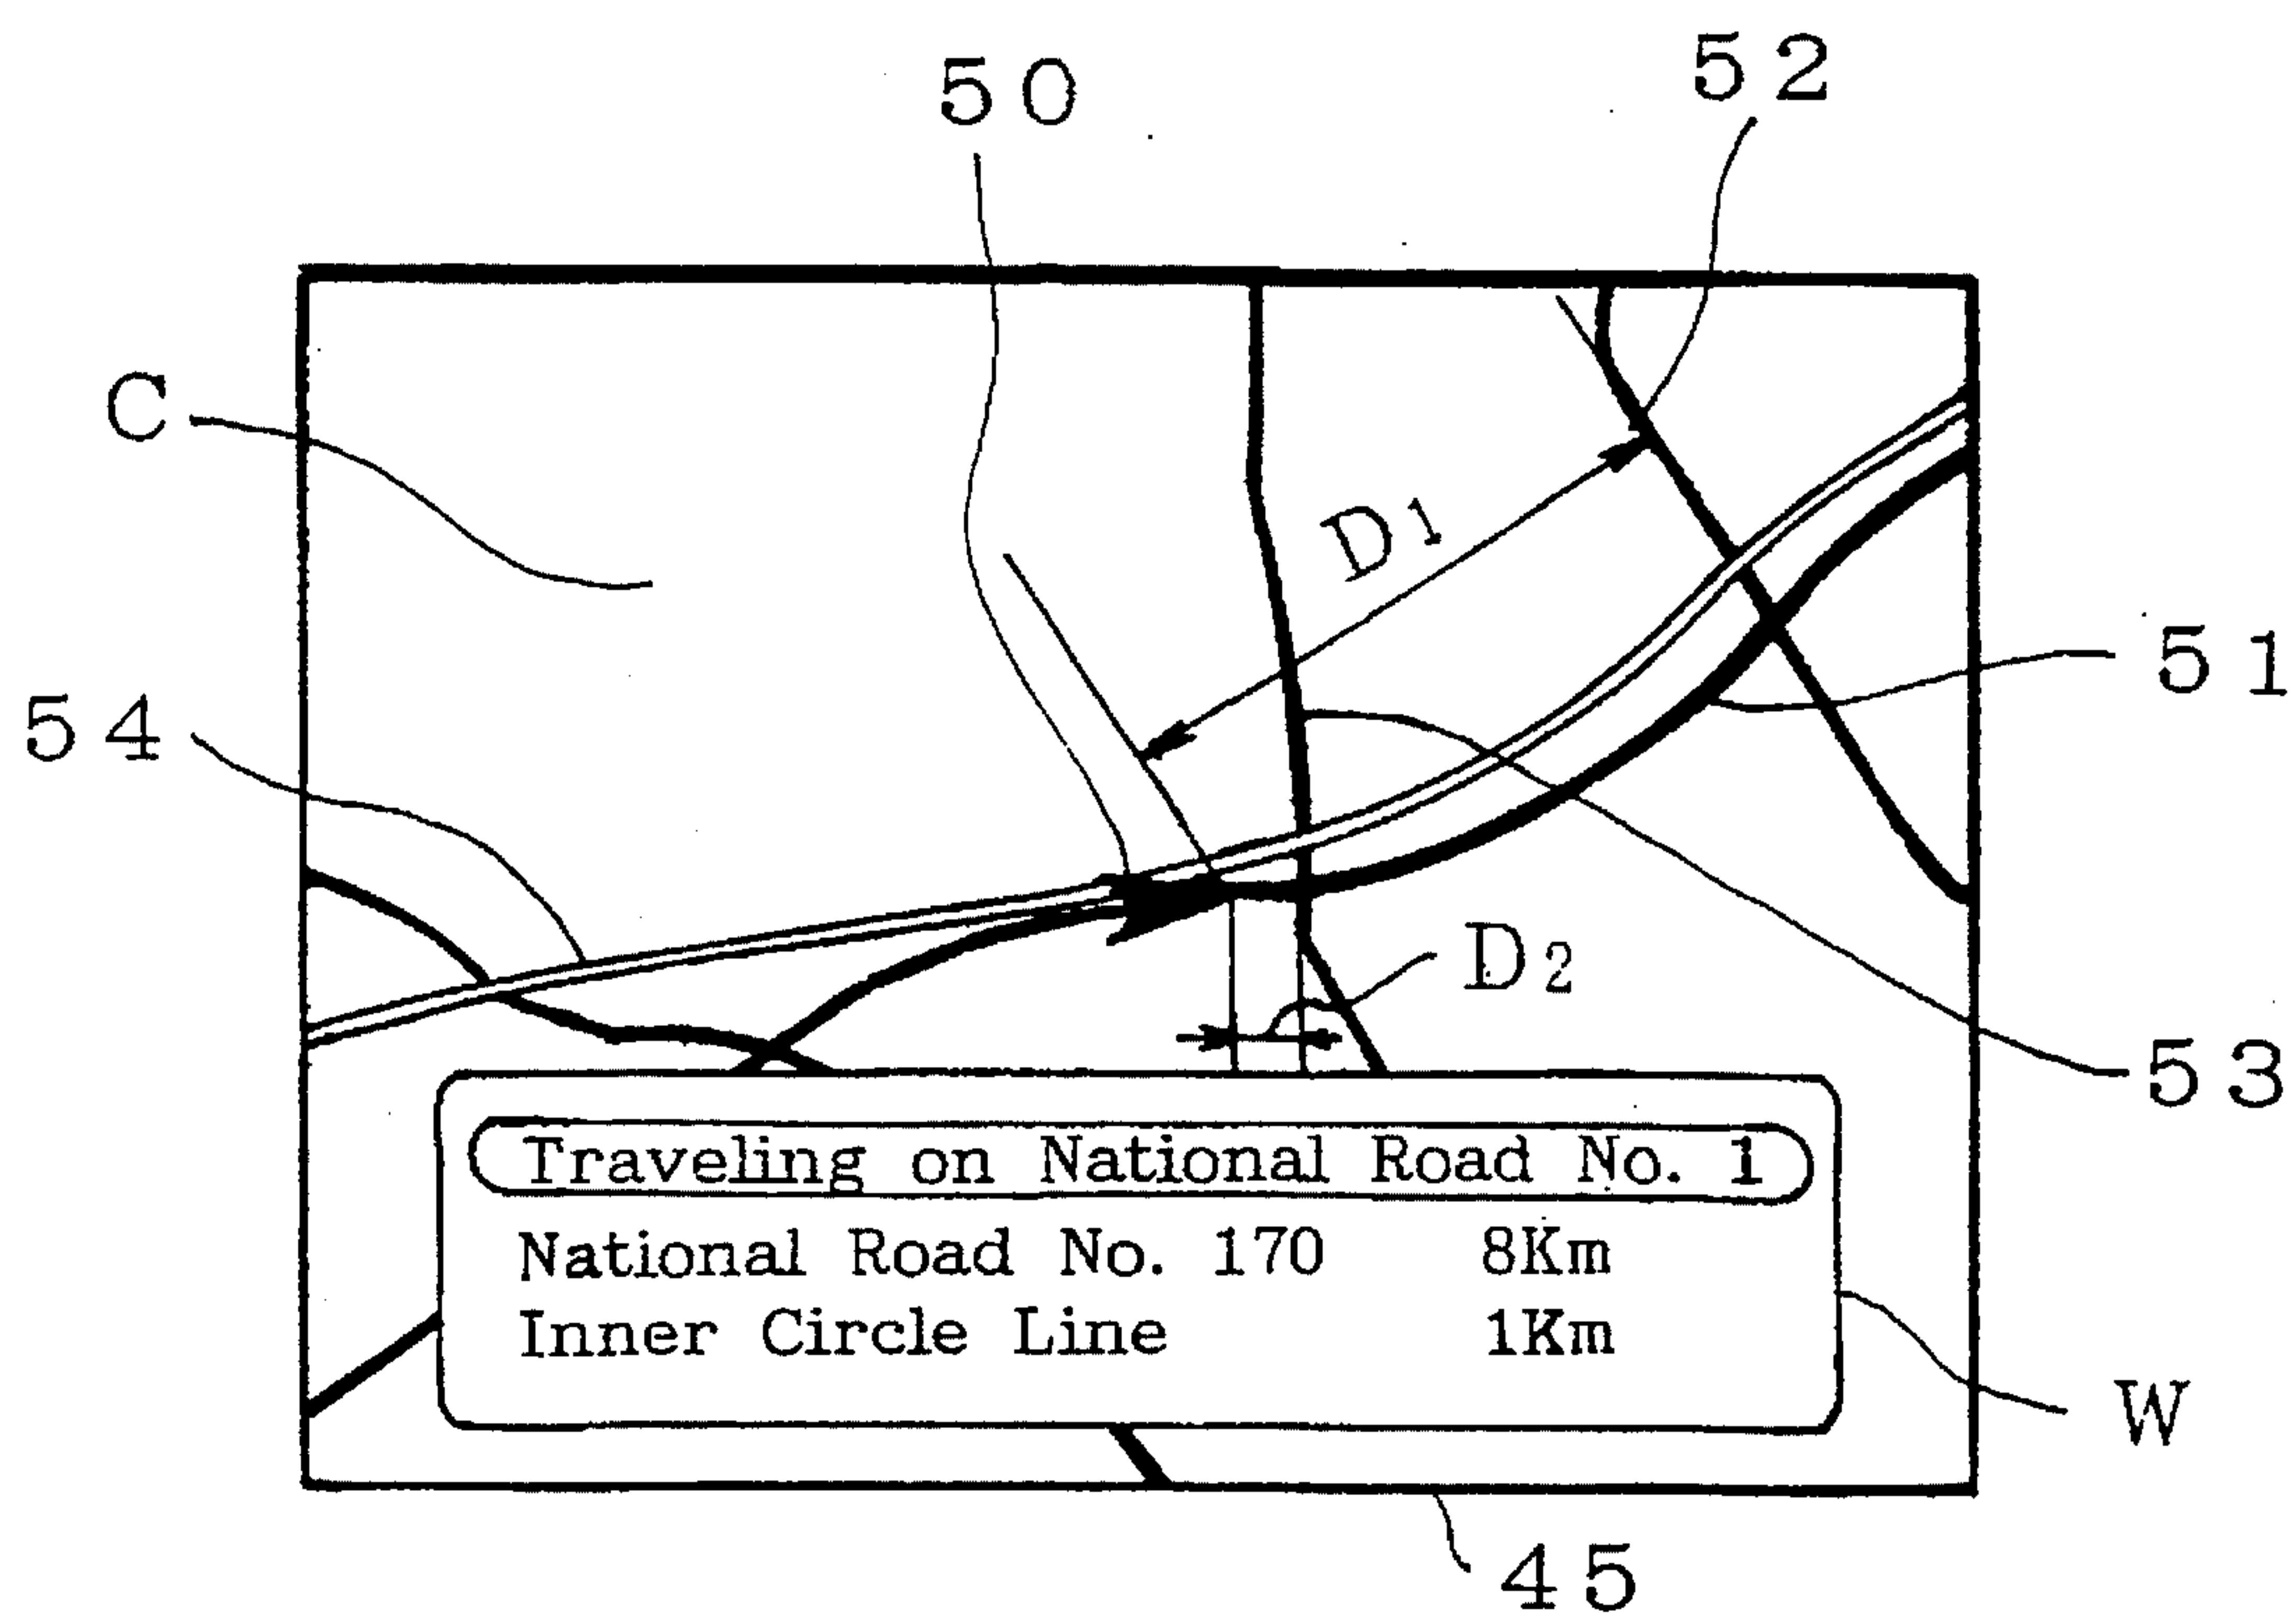 50
52
C
D1
51
54
D2
53
Traveling on National Road No. 1
National Road No. 170 8Km
Inner Circle Line 1Km
W
45